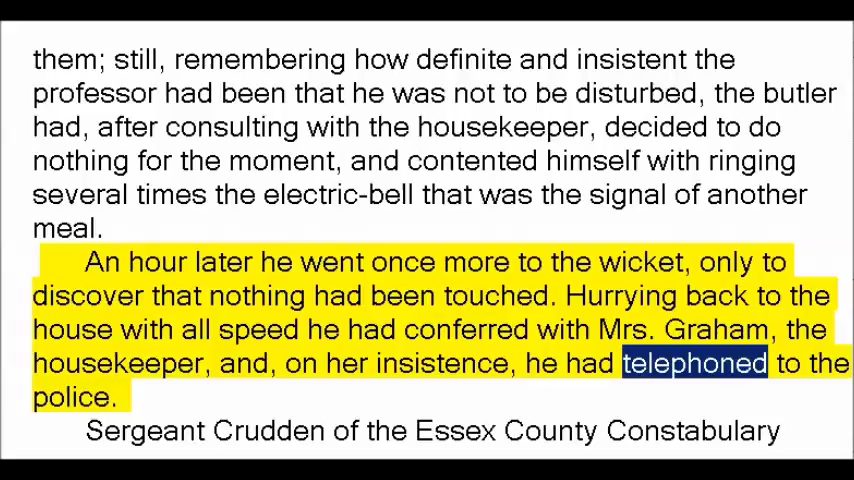 them; still, remembering how definite and insistent the
professor had been that he was not to be disturbed, the butler
had, after consulting with the housekeeper, decided to do
nothing for the moment, and contented himself with ringing
several times the electric-bell that was the signal of another
meal.
An hour later he went once more to the wicket, only to
discover that nothing had been touched. Hurrying back to the
house with all speed he had conferred with Mrs. Graham, the
housekeeper, and, on her insistence, he had telephoned to the
police.
Sergeant Crudden of the Essex County Constabulary